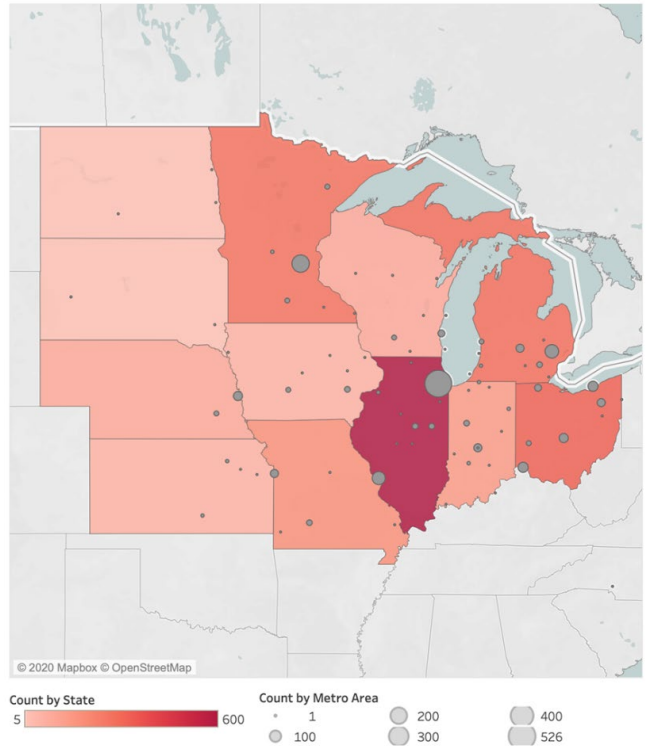 © 2020 Mapbox © OpenStreetMap
Count by State
5 600
Count by Metro Area
1 200 400
100 300 526